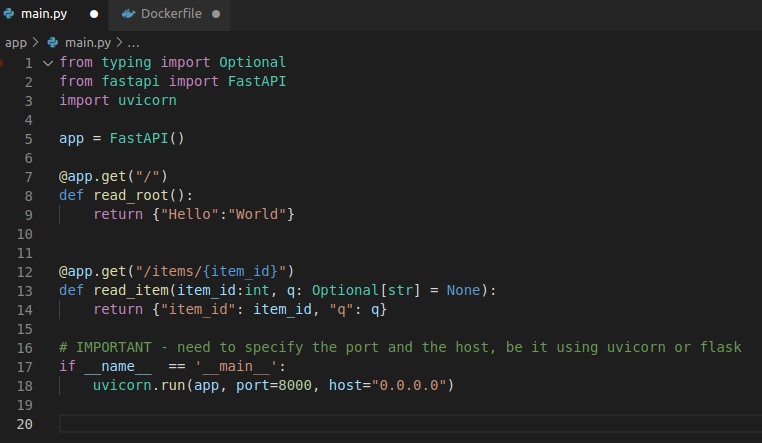 main.py ● Dockerfile ●
app > main.py > ...
1 from typing import Optional
2 from fastapi import FastAPI
3 import uvicorn
4
5 app = FastAPI()
6
7 @app.get("/")
8 def read_root():
9     return {"Hello":"World"}
10
11
12 @app.get("/items/{item_id}")
13 def read_item(item_id:int, q: Optional[str] = None):
14     return {"item_id": item_id, "q": q}
15
16 # IMPORTANT - need to specify the port and the host, be it using uvicorn or flask
17 if __name__  == '__main__':
18     uvicorn.run(app, port=8000, host="0.0.0.0")
19
20